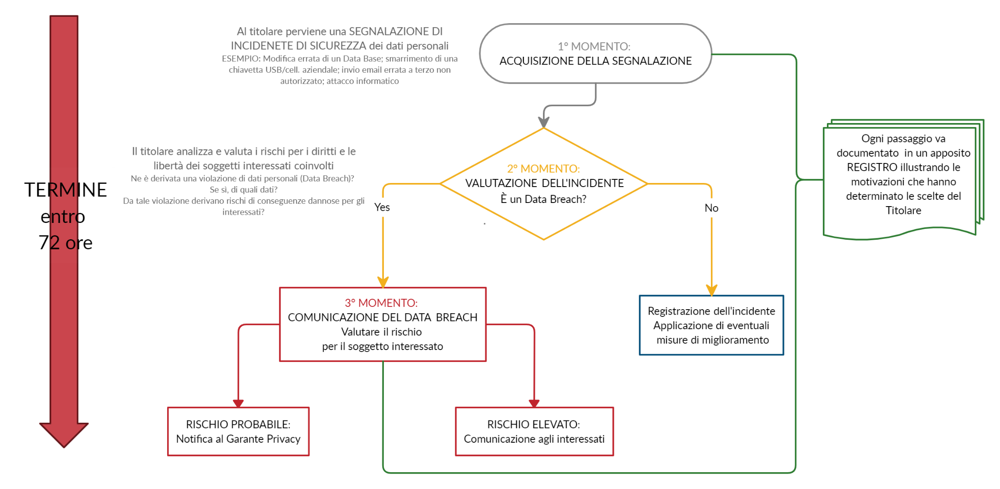 Al titolare perviene una SEGNALAZIONE DI
INCIDENETE DI SICUREZZA dei dati personali
ESEMPIO: Modifica errata di un Data Base; smarrimento di una
chiavetta USB/cell. aziendale; invio email errata a terzo non
autorizzato; attacco informatico
1° MOMENTO:
ACQUISIZIONE DELLA SEGNALAZIONE
Ogni passaggio va
documentato in un apposito
REGISTRO illustrando le
motivazioni che hanno
determinato le scelte del
Titolare
Il titolare analizza e valuta i rischi per i diritti e le
libertà dei soggetti interessati coinvolti
Ne è derivata una violazione di dati personali (Data Breach)?
Se sì, di quali dati?
Da tale violazione derivano rischi di conseguenze dannose per gli
interessati?
2° MOMENTO:
VALUTAZIONE DELL'INCIDENTE
È un Data Breach?
.
TERMINE
entro
72 ore
Yes
No
3° MOMENTO:
COMUNICAZIONE DEL DATA BREACH
Valutare il rischio
per il soggetto interessato
Registrazione dell'incidente
Applicazione di eventuali
misure di miglioramento
RISCHIO PROBABILE:
Notifica al Garante Privacy
RISCHIO ELEVATO:
Comunicazione agli interessati